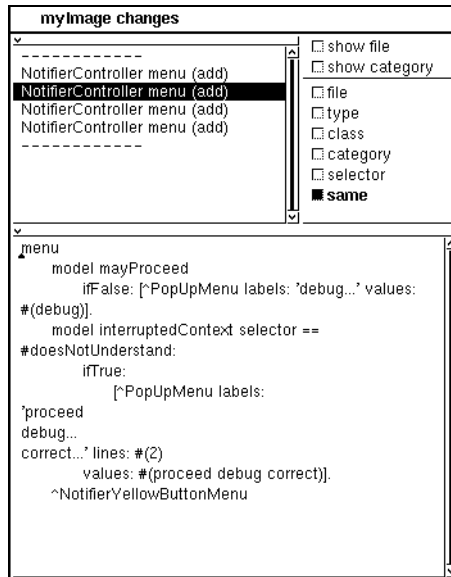 myImage changes
- - - - - - - - - - - -
NotifierController menu (add)
NotifierController menu (add)
NotifierController menu (add)
NotifierController menu (add)
- - - - - - - - - - - -
show file
show category
file
type
class
category
selector
same
menu
model mayProceed
ifFalse: [^PopUpMenu labels: 'debug...' values:
#(debug)].
model interruptedContext selector ==
#doesNotUnderstand:
ifTrue:
[^PopUpMenu labels:
'proceed
debug...
correct...' lines: #(2)
values: #(proceed debug correct)].
^NotifierYellowButtonMenu